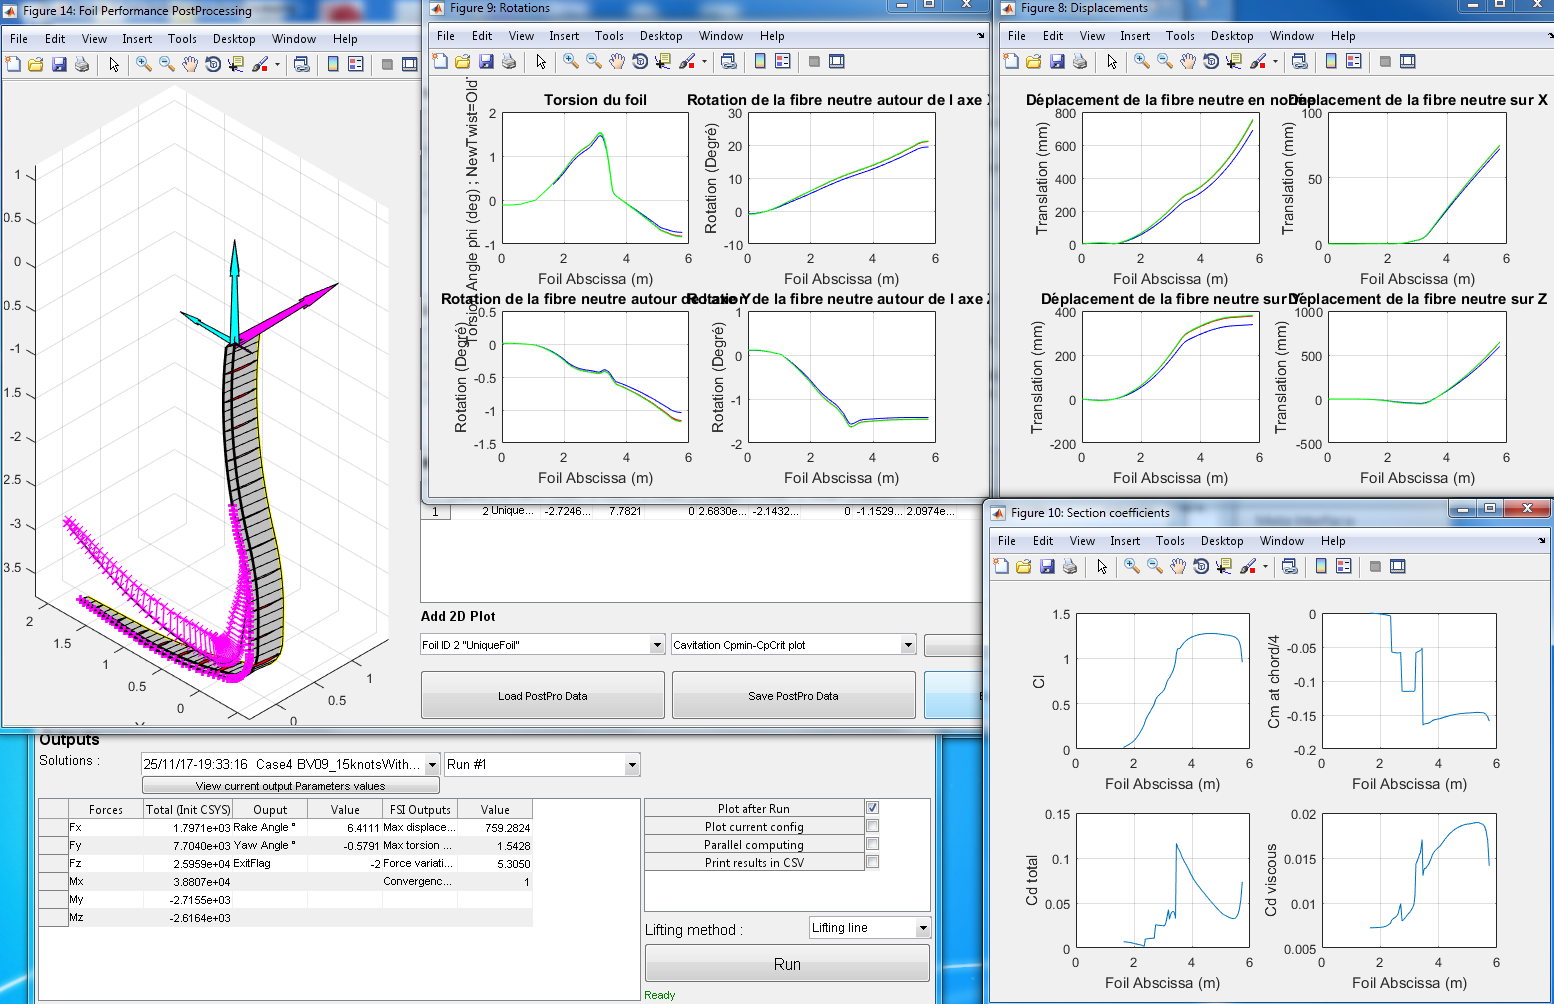 Figure 14: Foil Performance PostProcessing
File Edit View Insert Tools Desktop Window Help
1
0.5
0
-0.5
-1
-1.5
-2
-2.5
-3
3.5
2
1.5
1
0.5
0
0
0.5
1
Figure 9: Rotations
File Edit View Insert Tools Desktop Window Help
Torsion du foil
Torsion Angle phi (deg) ; NewTwist=Old
2
1
0
-1
0 2 4 6
Foil Abscissa (m)
Rotation de la fibre neutre autour de l axe X
Rotation (Degré)
30
20
10
0
-10
0 2 4 6
Foil Abscissa (m)
Rotation de la fibre neutre autour de l axe Y
Rotation (Degré)
0.5
0
-0.5
-1
-1.5
0 2 4 6
Foil Abscissa (m)
Rotation de la fibre neutre autour de l axe Z
Rotation (Degré)
1
0
-1
-2
0 2 4 6
Foil Abscissa (m)
Figure 8: Displacements
File Edit View Insert Tools Desktop Window Help
Déplacement de la fibre neutre en norme
Translation (mm)
800
600
400
200
0
0 2 4 6
Foil Abscissa (m)
Déplacement de la fibre neutre sur X
Translation (mm)
100
50
0
0 2 4 6
Foil Abscissa (m)
Déplacement de la fibre neutre sur Y
Translation (mm)
400
200
0
-200
0 2 4 6
Foil Abscissa (m)
Déplacement de la fibre neutre sur Z
Translation (mm)
1000
500
0
-500
0 2 4 6
Foil Abscissa (m)
1 2 Unique... -2.7246... 7.7821 0 2.6830e... -2.1432... 0 -1.1529... 2.0974e...
Add 2D Plot
Foil ID 2 "UniqueFoil" Cavitation Cpmin-CpCrit plot
Load PostPro Data Save PostPro Data
Figure 10: Section coefficients
File Edit View Insert Tools Desktop Window Help
Cl
1.5
1
0.5
0
0 2 4 6
Foil Abscissa (m)
Cm at chord/4
0
-0.05
-0.1
-0.15
-0.2
0 2 4 6
Foil Abscissa (m)
Cd total
0.15
0.1
0.05
0
0 2 4 6
Foil Abscissa (m)
Cd viscous
0.02
0.015
0.01
0.005
0 2 4 6
Foil Abscissa (m)
Outputs
Solutions : 25/11/17-19:33:16 Case4 BV09_15knotsWith... Run #1
View current output Parameters values
Forces Total (Init CSYS) Ouput Value FSI Outputs Value
Fx 1.7971e+03 Rake Angle ° 6.4111 Max displace... 759.2824
Fy 7.7040e+03 Yaw Angle ° -0.5791 Max torsion ... 1.5428
Fz 2.5959e+04 ExitFlag -2 Force variati... 5.3050
Mx 3.8807e+04 Convergenc... 1
My -2.7155e+03
Mz -2.6164e+03
Plot after Run
Plot current config
Parallel computing
Print results in CSV
Lifting method : Lifting line
Run
Ready